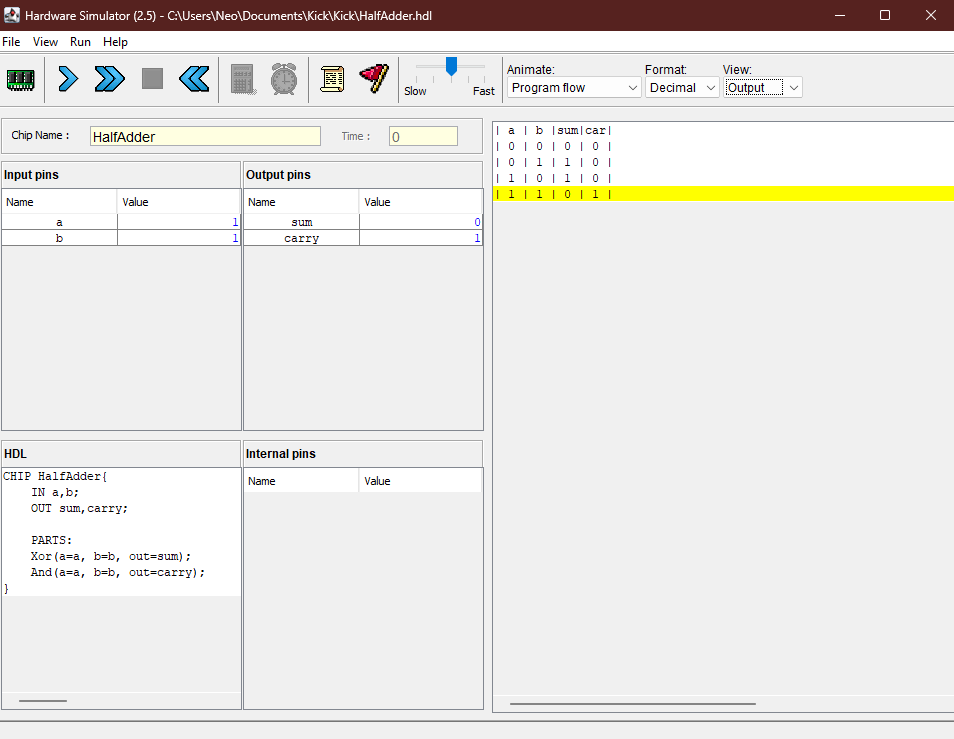 Hardware Simulator (2.5) - C:\Users\Neo\Documents\Kick\Kick\HalfAdder.hdl
File View Run Help
Slow Fast
Animate: Format: View:
Program flow Decimal Output
Chip Name : HalfAdder Time : 0
Input pins
Name Value
a 1
b 1
Output pins
Name Value
sum 0
carry 1
HDL
CHIP HalfAdder{
    IN a,b;
    OUT sum,carry;
    PARTS:
    Xor(a=a, b=b, out=sum);
    And(a=a, b=b, out=carry);
}
Internal pins
Name Value
| a | b |sum|car|
| 0 | 0 | 0 | 0 |
| 0 | 1 | 1 | 0 |
| 1 | 0 | 1 | 0 |
| 1 | 1 | 0 | 1 |